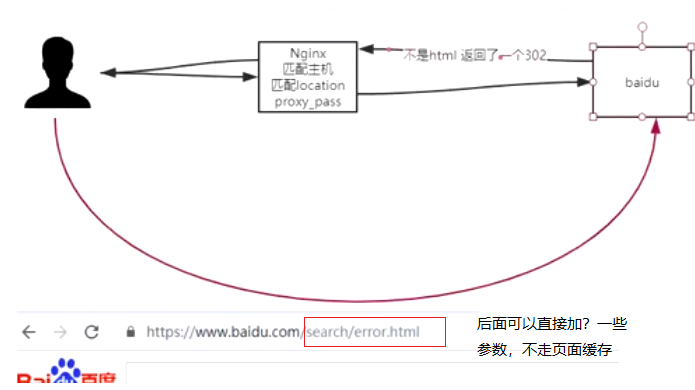 Nginx
匹配主机
匹配location
proxy_pass
不是html 返回了一个302
baidu
https://www.baidu.com/search/error.html
后面可以直接加？一些
参数，不走页面缓存
Bai百度